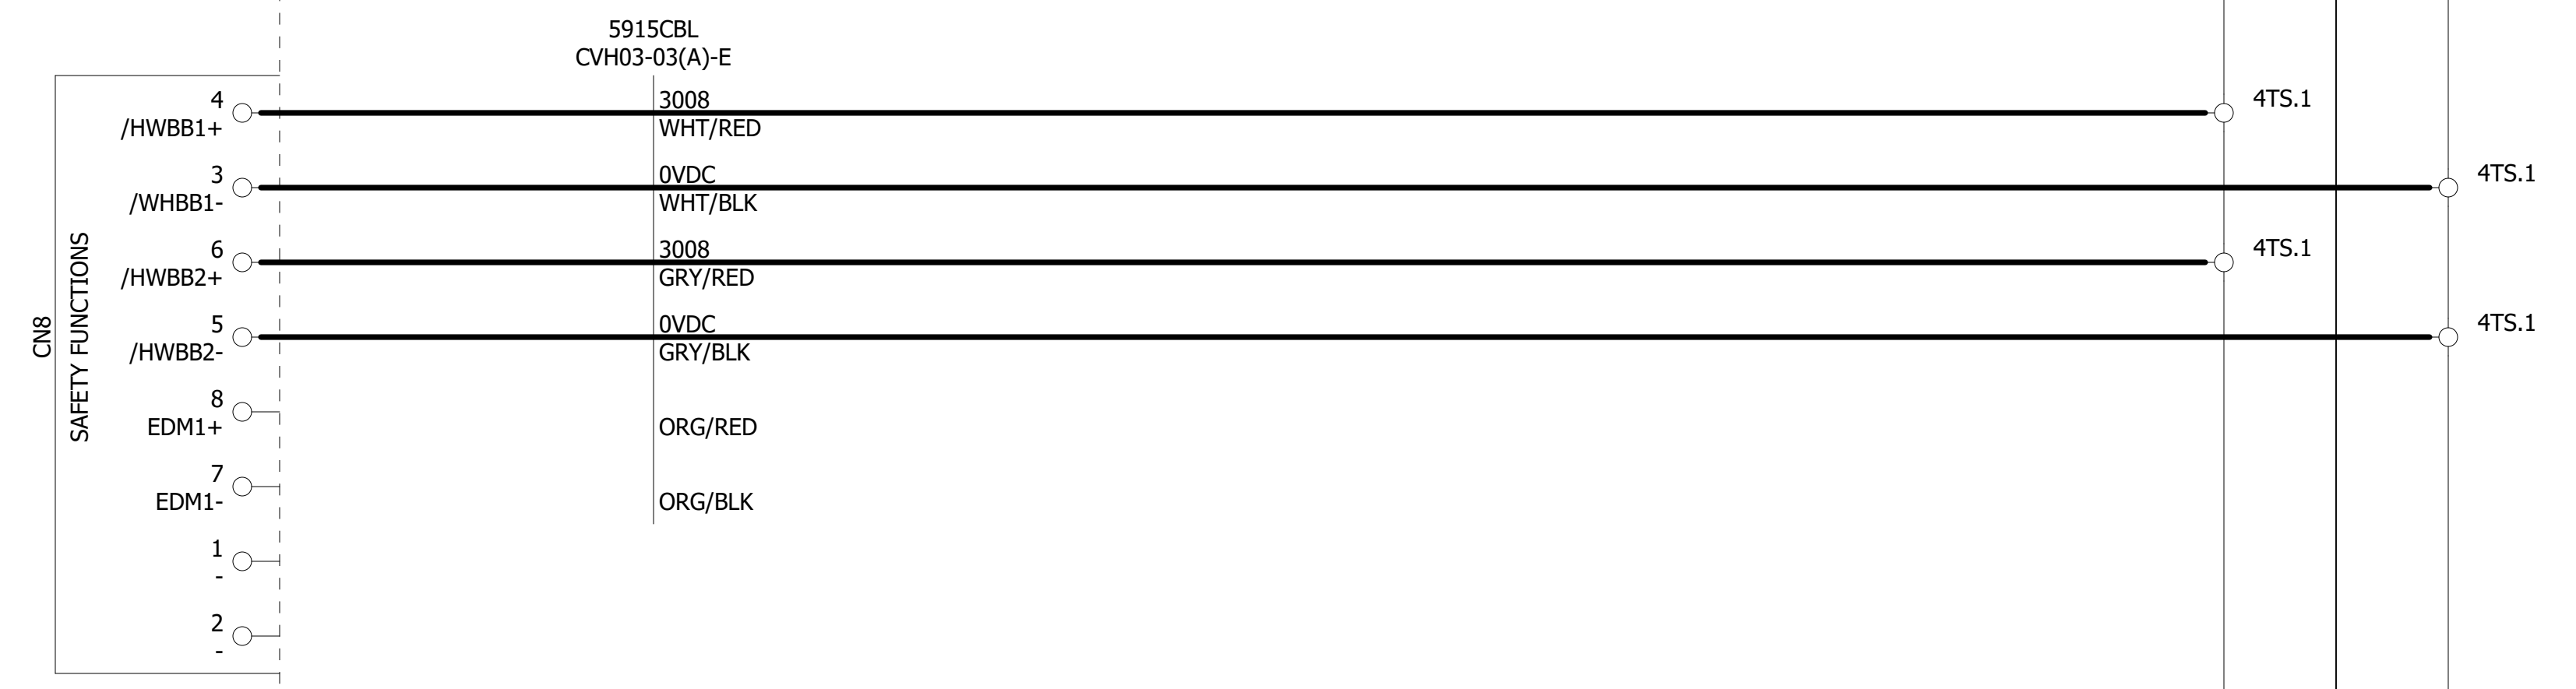 5915CBL
CVH03-03(A)-E
CN8
SAFETY FUNCTIONS
4
/HWBB1+
3008
WHT/RED
4TS.1
3
/WHBB1-
0VDC
WHT/BLK
4TS.1
6
/HWBB2+
3008
GRY/RED
4TS.1
5
/HWBB2-
0VDC
GRY/BLK
4TS.1
8
EDM1+
ORG/RED
7
EDM1-
ORG/BLK
1
-
2
-